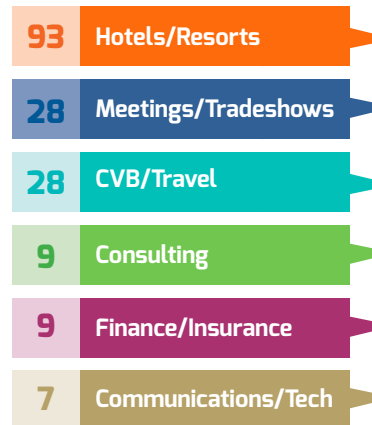 93 Hotels/Resorts
28 Meetings/Tradeshows
28 CVB/Travel
9 Consulting
9 Finance/Insurance
7 Communications/Tech